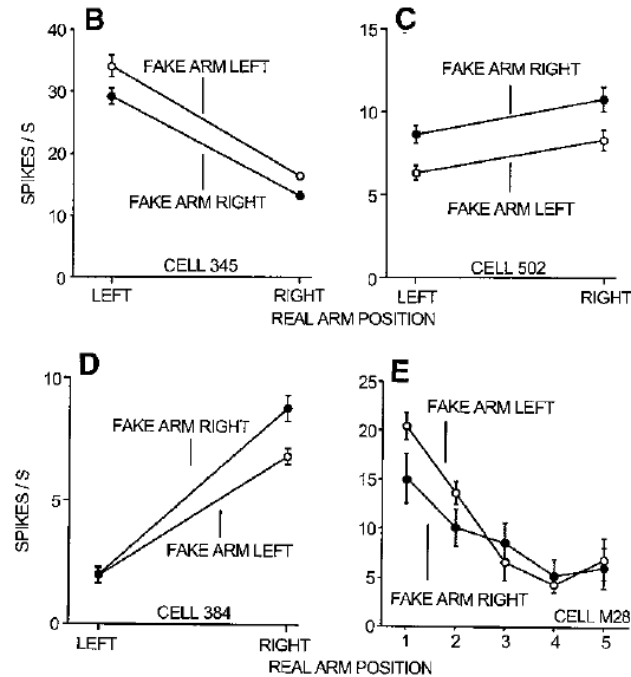 B
40
30
20
10
0
SPIKES / S
FAKE ARM LEFT
FAKE ARM RIGHT
CELL 345
LEFT
RIGHT
C
15
10
5
0
FAKE ARM RIGHT
FAKE ARM LEFT
CELL 502
LEFT
RIGHT
REAL ARM POSITION
D
10
5
0
SPIKES / S
FAKE ARM RIGHT
FAKE ARM LEFT
CELL 384
LEFT
RIGHT
E
25
20
15
10
5
0
FAKE ARM LEFT
FAKE ARM RIGHT
CELL M28
1 2 3 4 5
REAL ARM POSITION